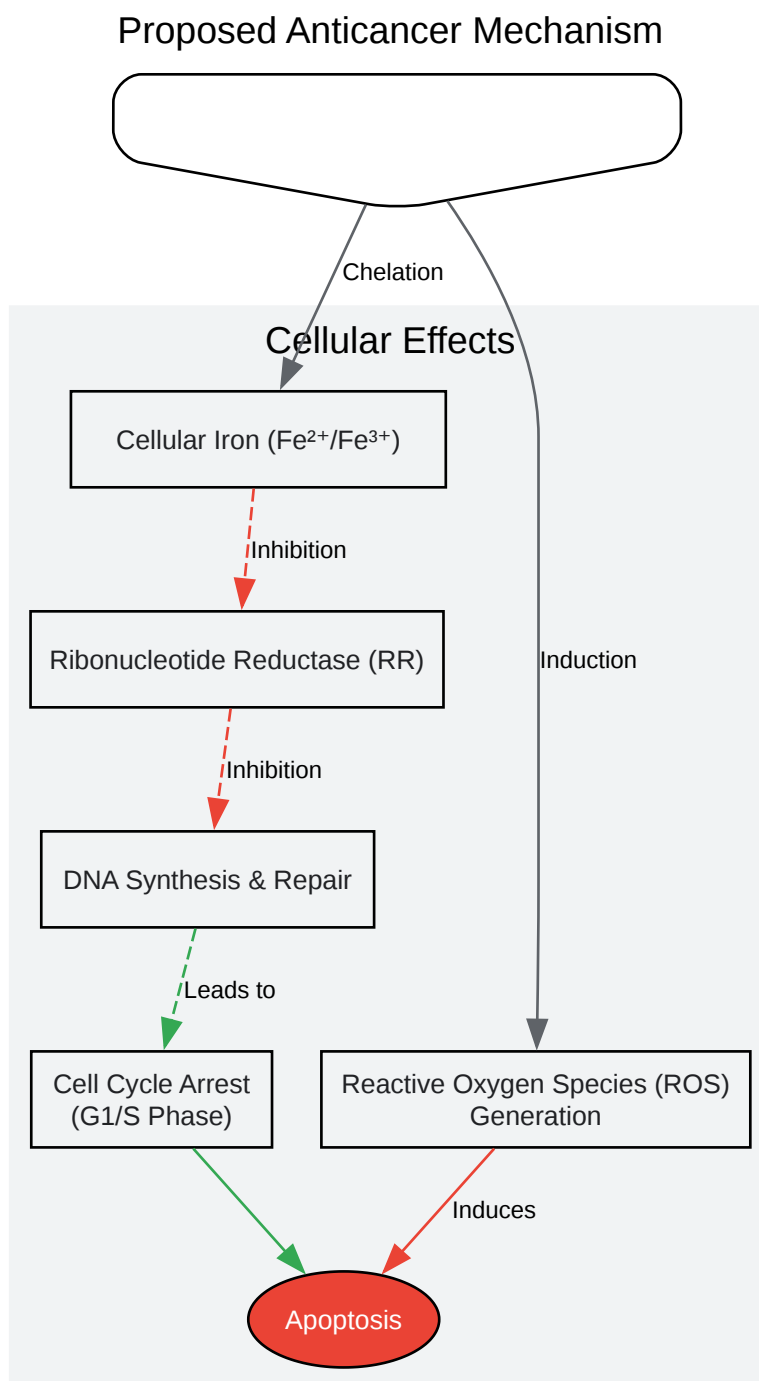 Proposed Anticancer Mechanism
Chelation
Cellular Effects
Cellular Iron (Fe²⁺/Fe³⁺)
Inhibition
Ribonucleotide Reductase (RR)
Induction
Inhibition
DNA Synthesis & Repair
Leads to
Cell Cycle Arrest
(G1/S Phase)
Reactive Oxygen Species (ROS)
Generation
Induces
Apoptosis